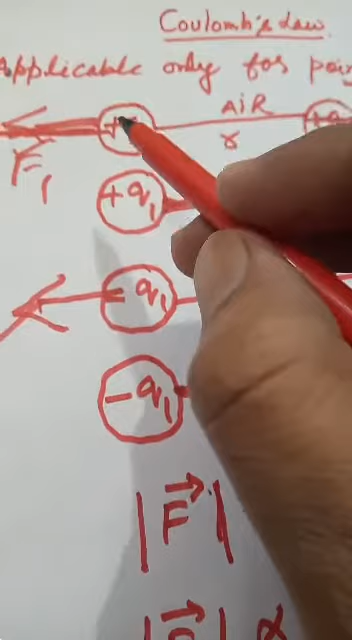 Coulomb's Law
Applicable only for
+ AiR +
F₁ r
+q₁
-q₁
-q₁
|F⃗|